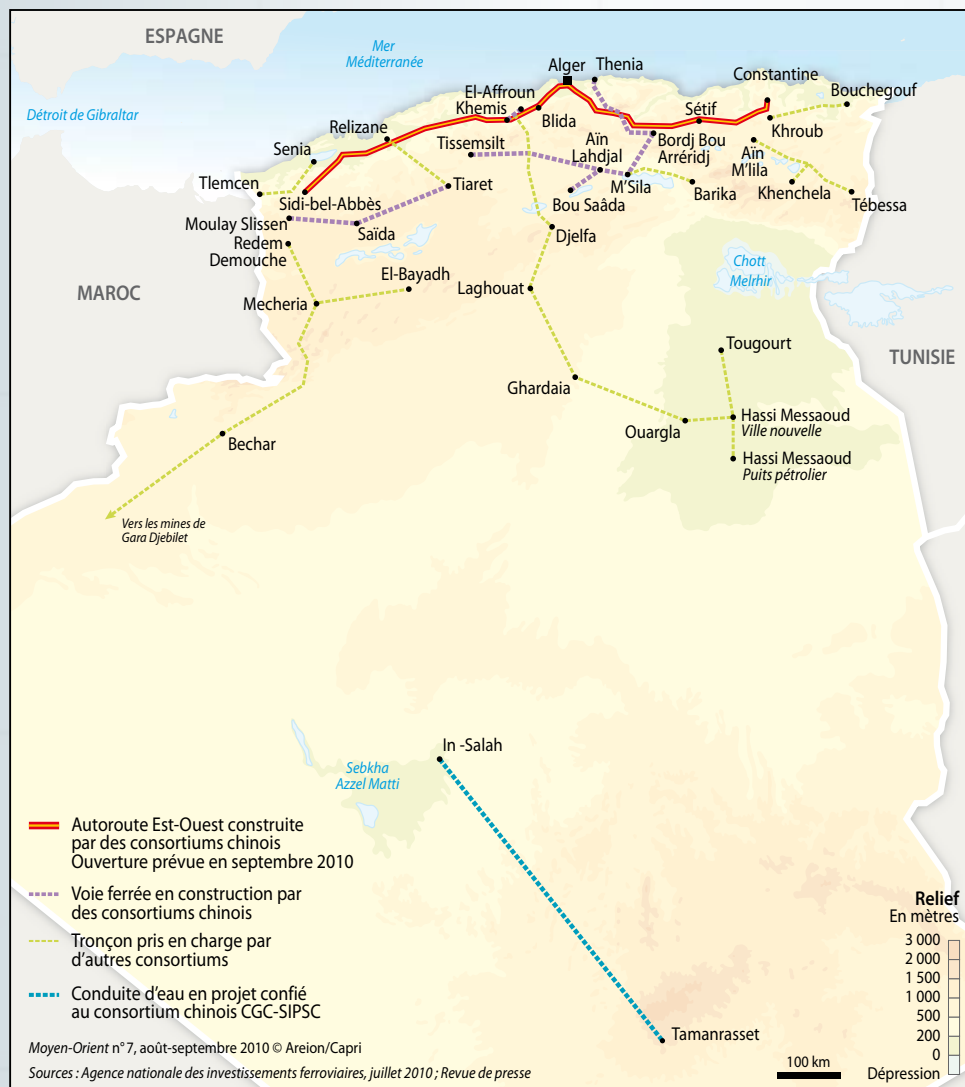 ESPAGNE
Mer
Méditerranée
Détroit de Gibraltar
Alger
Thenia
Constantine
Bouchegouf
El-Affroun
Khemis
Blida
Sétif
Khroub
Relizane
Senia
Tissemsilt
Aïn
Lahdjal
Bordj Bou
Arréridj
Aïn
M'lila
Tlemcen
Sidi-bel-Abbès
Tiaret
M'Sila
Barika
Khenchela
Tébessa
Moulay Slissen
Saïda
Bou Saâda
Redem
Demouche
Djelfa
MAROC
El-Bayadh
Mecheria
Laghouat
Chott
Melrhir
TUNISIE
Tougourt
Ghardaia
Hassi Messaoud
Ville nouvelle
Ouargla
Bechar
Hassi Messaoud
Puits pétrolier
Vers les mines de
Gara Djebilet
In -Salah
Sebkha
Azzel Matti
Tamanrasset
Autoroute Est-Ouest construite
par des consortiums chinois
Ouverture prévue en septembre 2010
Voie ferrée en construction par
des consortiums chinois
Tronçon pris en charge par
d'autres consortiums
Conduite d'eau en projet confié
au consortium chinois CGC-SIPSC
Relief
En mètres
3 000
2 000
1 500
1 000
500
200
0
Dépression
100 km
Moyen-Orient n°7, août-septembre 2010 © Areion/Capri
Sources : Agence nationale des investissements ferroviaires, juillet 2010 ; Revue de presse